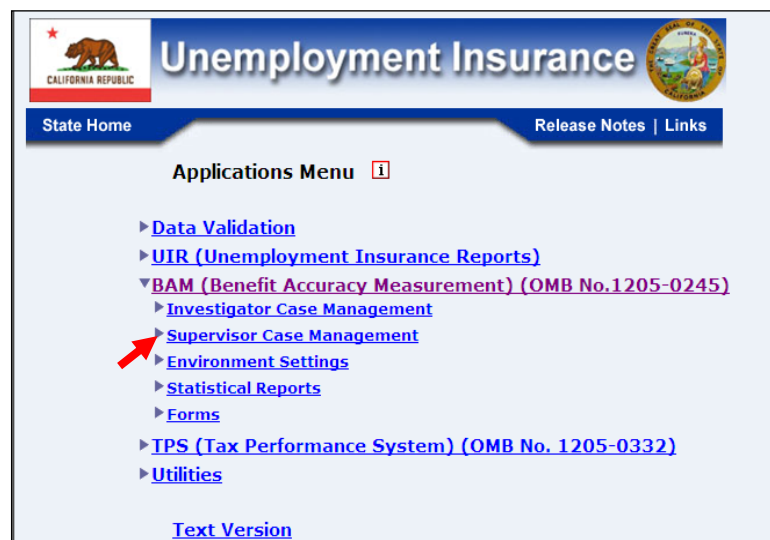 CALIFORNIA REPUBLIC
Unemployment Insurance
State Home
Release Notes | Links
Applications Menu i
Data Validation
UIR (Unemployment Insurance Reports)
BAM (Benefit Accuracy Measurement) (OMB No.1205-0245)
Investigator Case Management
Supervisor Case Management
Environment Settings
Statistical Reports
Forms
TPS (Tax Performance System) (OMB No. 1205-0332)
Utilities
Text Version